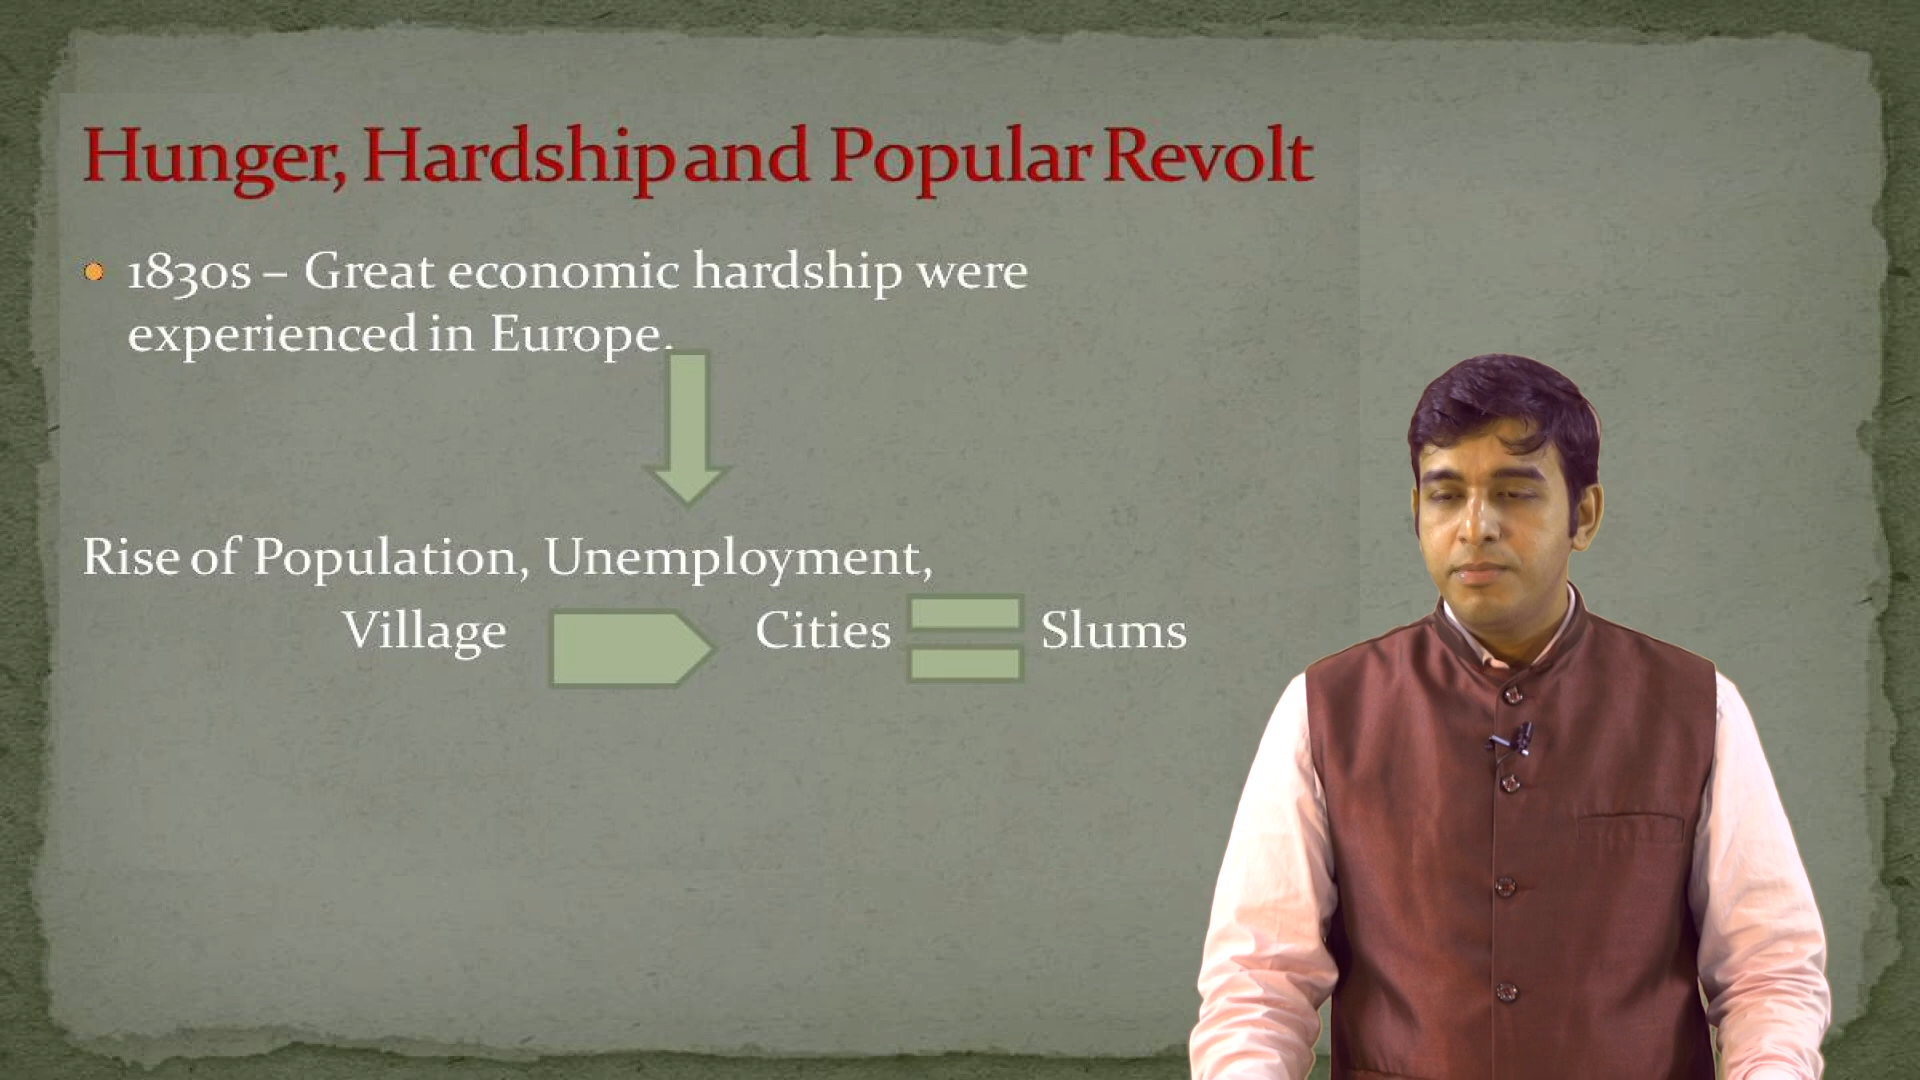 Hunger, Hardship and Popular Revolt
1830s – Great economic hardship were
experienced in Europe.
Rise of Population, Unemployment,
Village Cities Slums